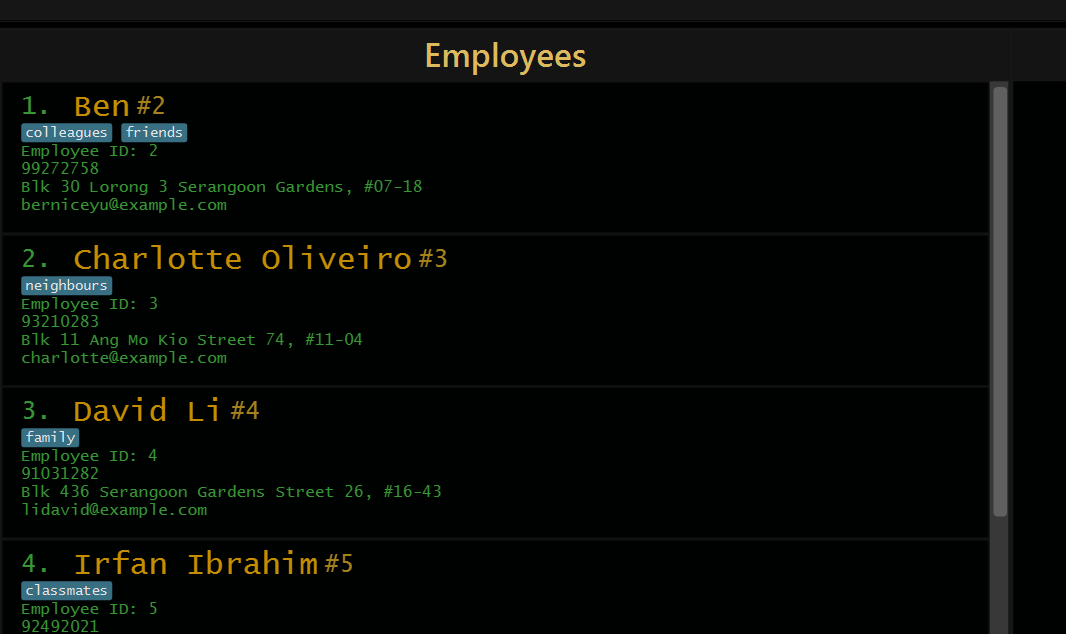 Employees
1. Ben #2
colleagues friends
Employee ID: 2
99272758
Blk 30 Lorong 3 Serangoon Gardens, #07-18
berniceyu@example.com
2. Charlotte Oliveiro #3
neighbours
Employee ID: 3
93210283
Blk 11 Ang Mo Kio Street 74, #11-04
charlotte@example.com
3. David Li #4
family
Employee ID: 4
91031282
Blk 436 Serangoon Gardens Street 26, #16-43
lidavid@example.com
4. Irfan Ibrahim #5
classmates
Employee ID: 5
92492021